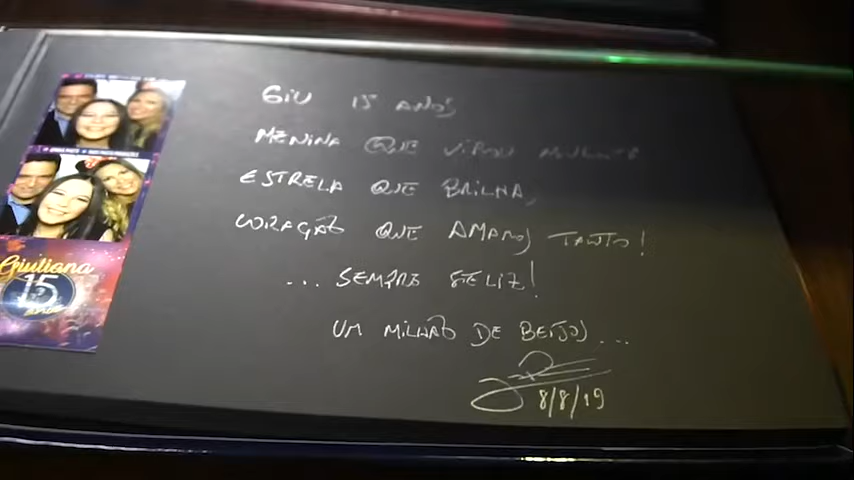 GIU 15 ANOS
MENINA QUE VIROU MULHER
ESTRELA QUE BRILHA,
CORAÇÃO QUE AMAMOS TANTO!
... SEMPRE FELIZ!
UM MILHÃO DE BEIJOS...
8/8/19
Giuliana
15
anos